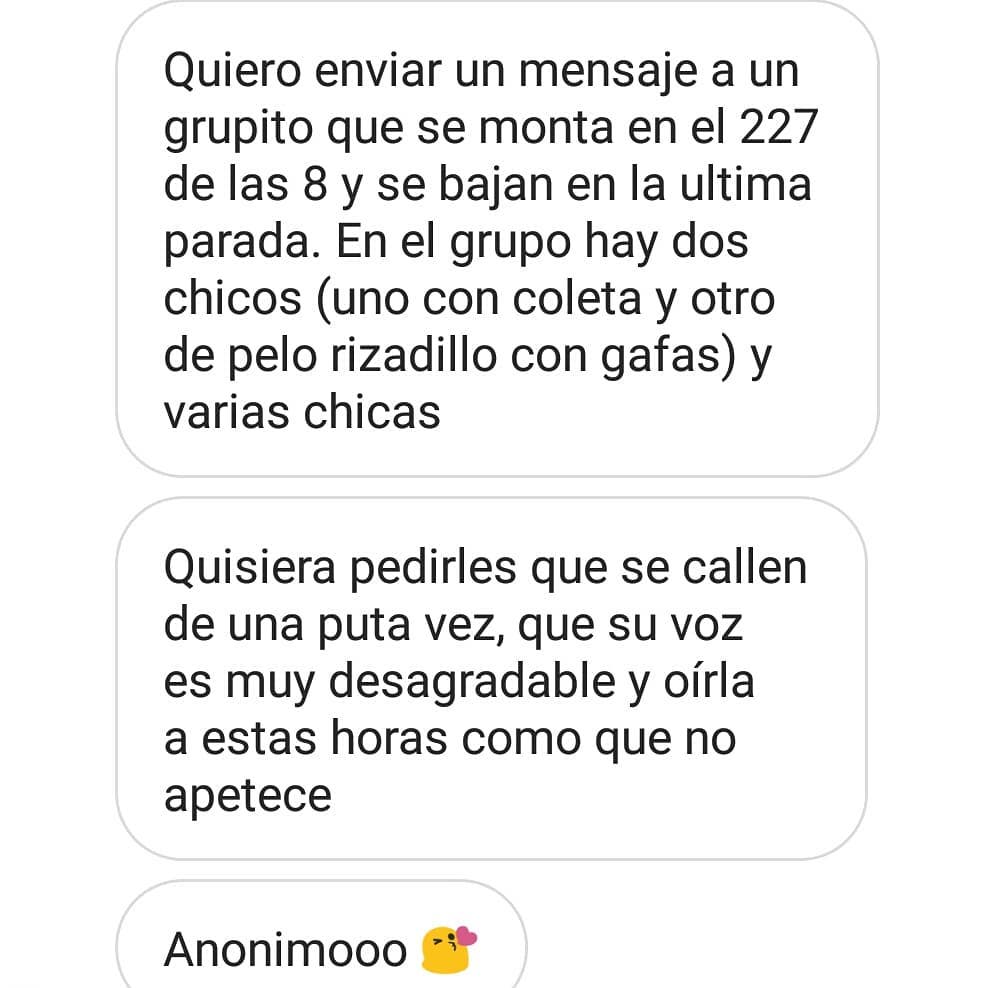 Quiero enviar un mensaje a un
grupito que se monta en el 227
de las 8 y se bajan en la ultima
parada. En el grupo hay dos
chicos (uno con coleta y otro
de pelo rizadillo con gafas) y
varias chicas
Quisiera pedirles que se callen
de una puta vez, que su voz
es muy desagradable y oírla
a estas horas como que no
apetece
Anonimooo 😘